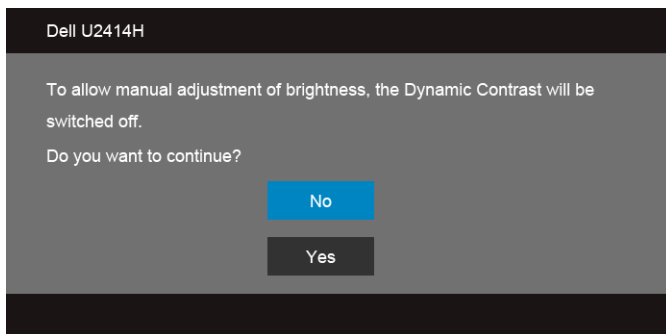 Dell U2414H
To allow manual adjustment of brightness, the Dynamic Contrast will be
switched off.
Do you want to continue?
No
Yes